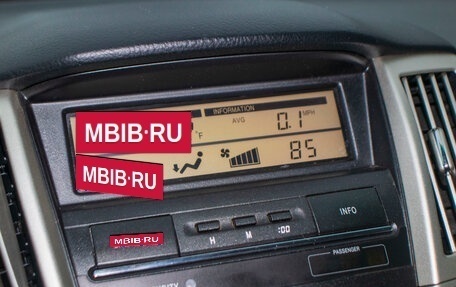 INFORMATION
°F AVG 0.1 MPH
MBIB·RU
85
MBIB·RU
H M :00 INFO
MBIB·RU
PASSENGER